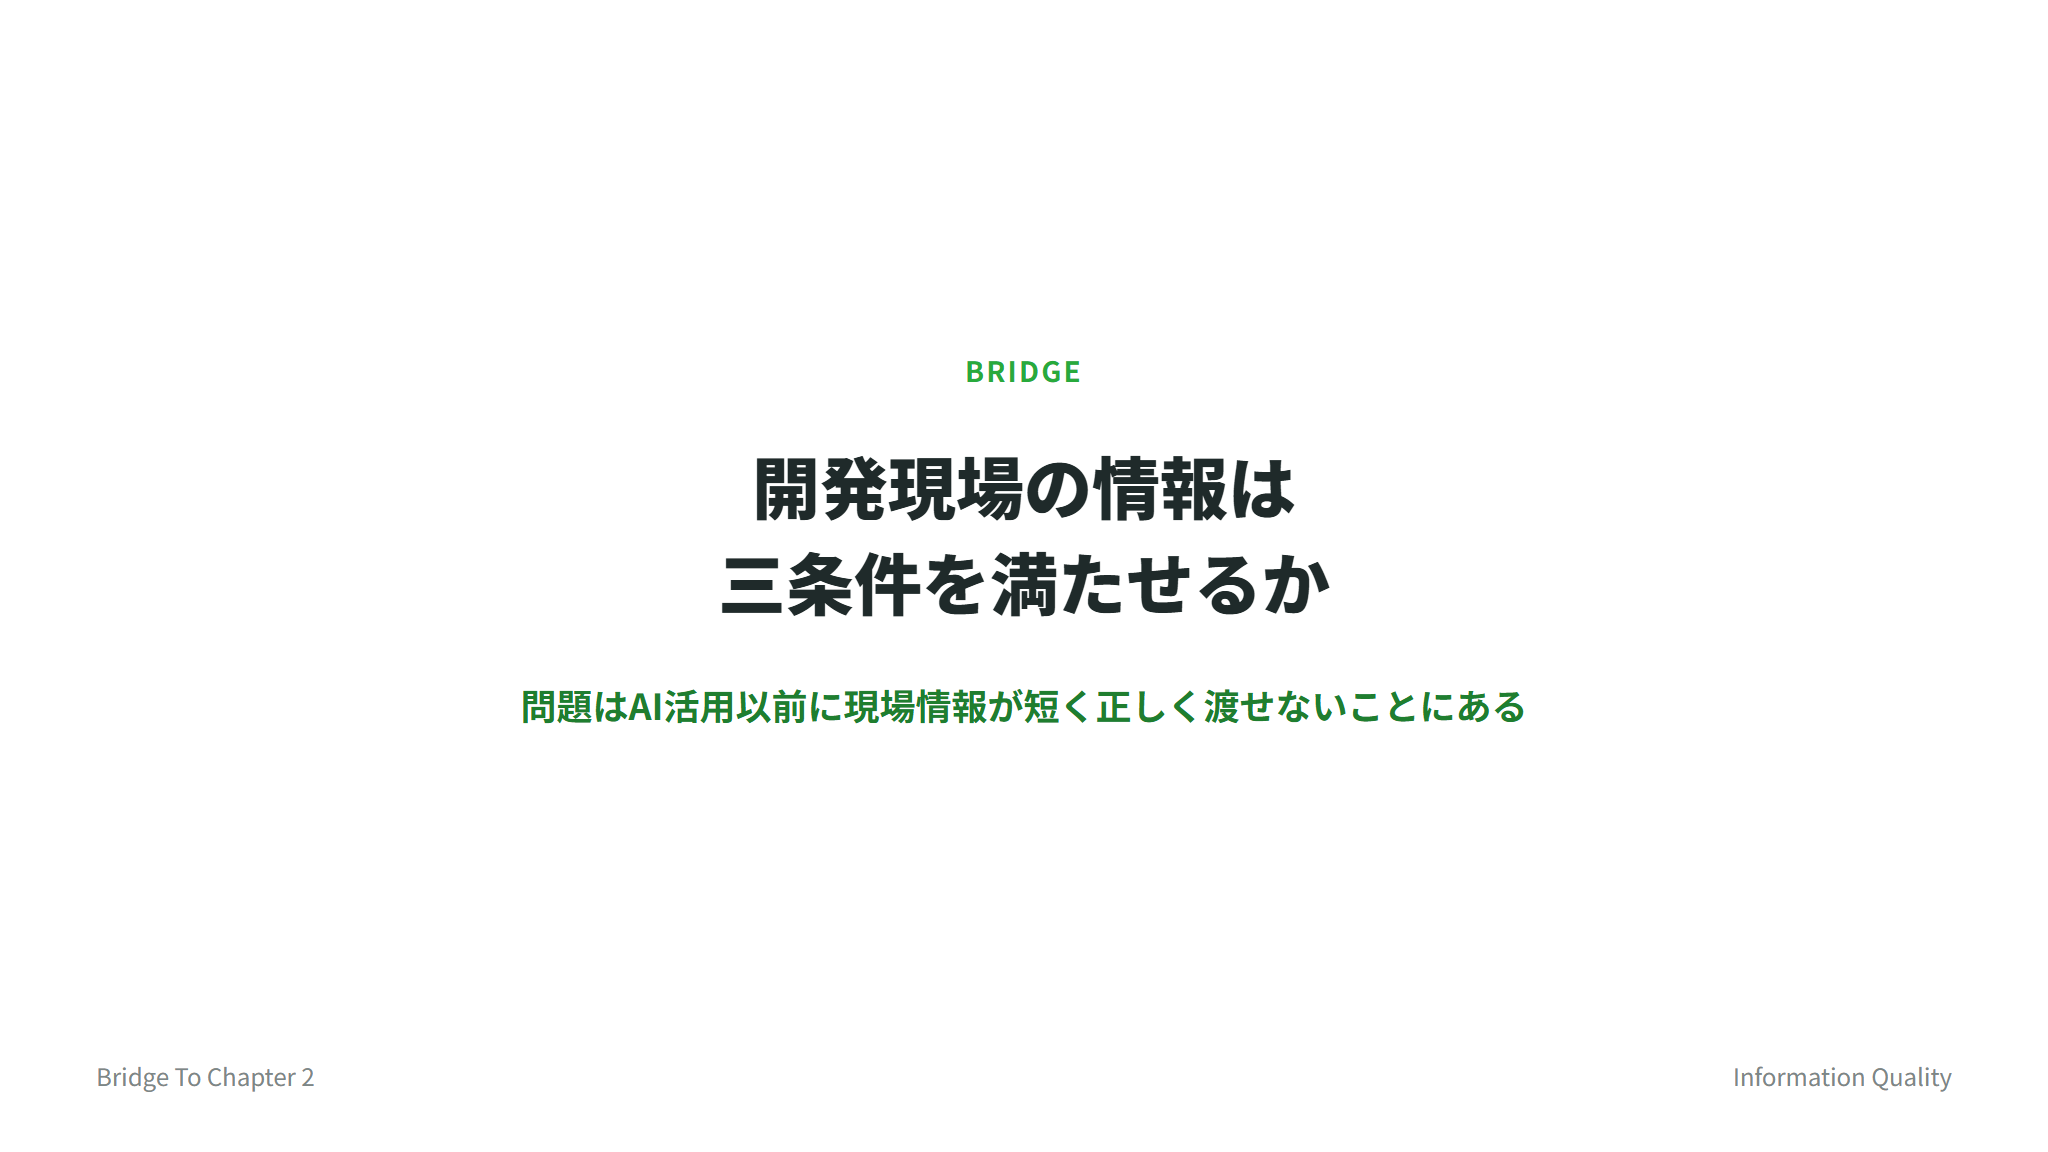 BRIDGE
開発現場の情報は
三条件を満たせるか
問題はAI活用以前に現場情報が短く正しく渡せないことにある
Bridge To Chapter 2
Information Quality